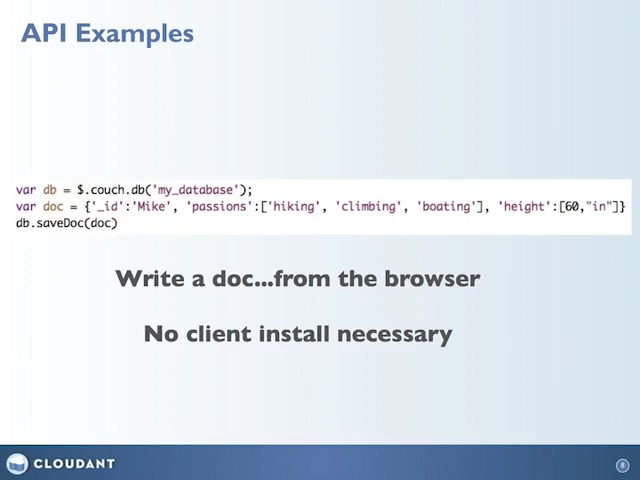 API Examples
var db = $.couch.db('my_database');
var doc = {'_id':'Mike', 'passions':['hiking', 'climbing', 'boating'], 'height':[60,"in"]}
db.saveDoc(doc)
Write a doc...from the browser
No client install necessary
CLOUDANT
8